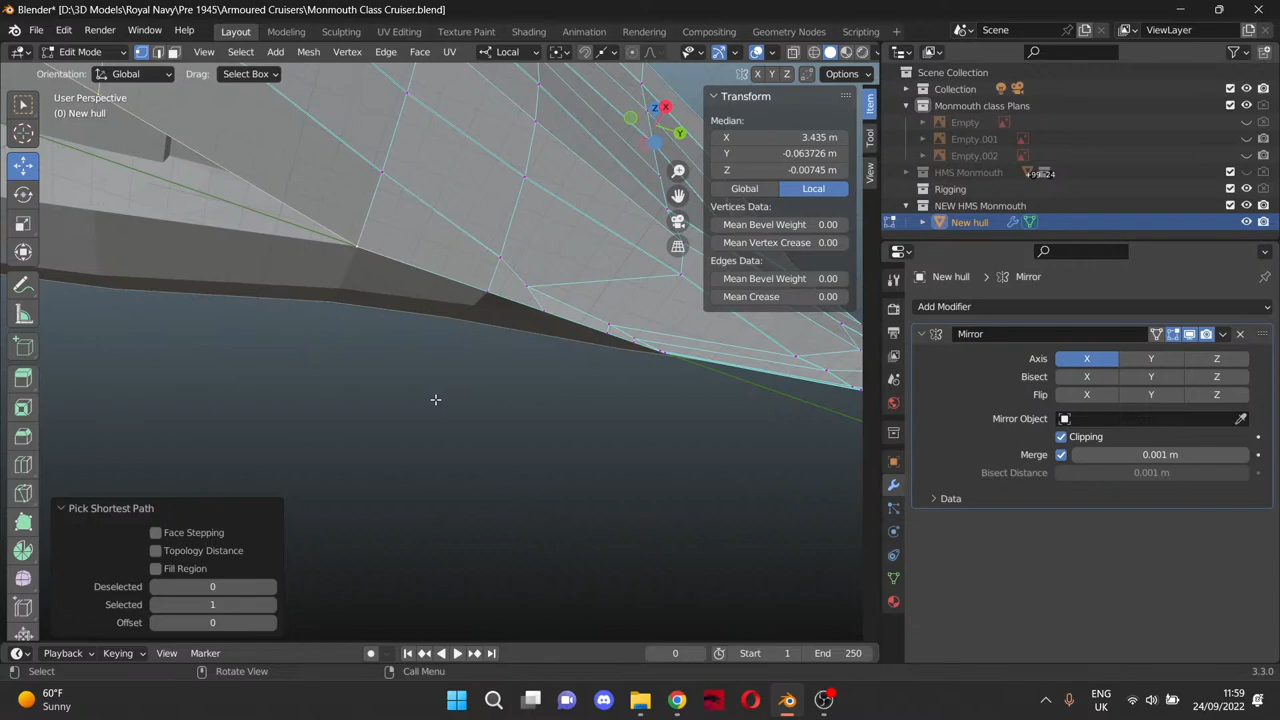 Blender* [D:\3D Models\Royal Navy\Pre 1945\Armoured Cruisers\Monmouth Class Cruiser.blend]
File Edit Render Window Help Layout Modeling Sculpting UV Editing Texture Paint Shading Animation Rendering Compositing Geometry Nodes Scripting Scene ViewLayer
Edit Mode View Select Add Mesh Vertex Edge Face UV Local
Orientation: Global Drag: Select Box X Y Z Options
User Perspective
(0) New hull
Z X
Y
Transform
Median:
X 3.435 m
Y -0.063726 m
Z -0.00745 m
Global Local
Vertices Data:
Mean Bevel Weight 0.00
Mean Vertex Crease 0.00
Edges Data:
Mean Bevel Weight 0.00
Mean Crease 0.00
Item
Tool
View
Scene Collection
Collection
Monmouth class Plans
Empty
Empty.001
Empty.002
HMS Monmouth +99 24
Rigging
NEW HMS Monmouth
New hull
New hull Mirror
Add Modifier
Mirror
Axis X Y Z
Bisect X Y Z
Flip X Y Z
Mirror Object
Clipping
Merge 0.001 m
Bisect Distance 0.001 m
Data
Pick Shortest Path
Face Stepping
Topology Distance
Fill Region
Deselected 0
Selected 1
Offset 0
Playback Keying View Marker 0 Start 1 End 250
Select Rotate View Call Menu 3.3.0
60°F
Sunny
ENG
UK
11:59
24/09/2022